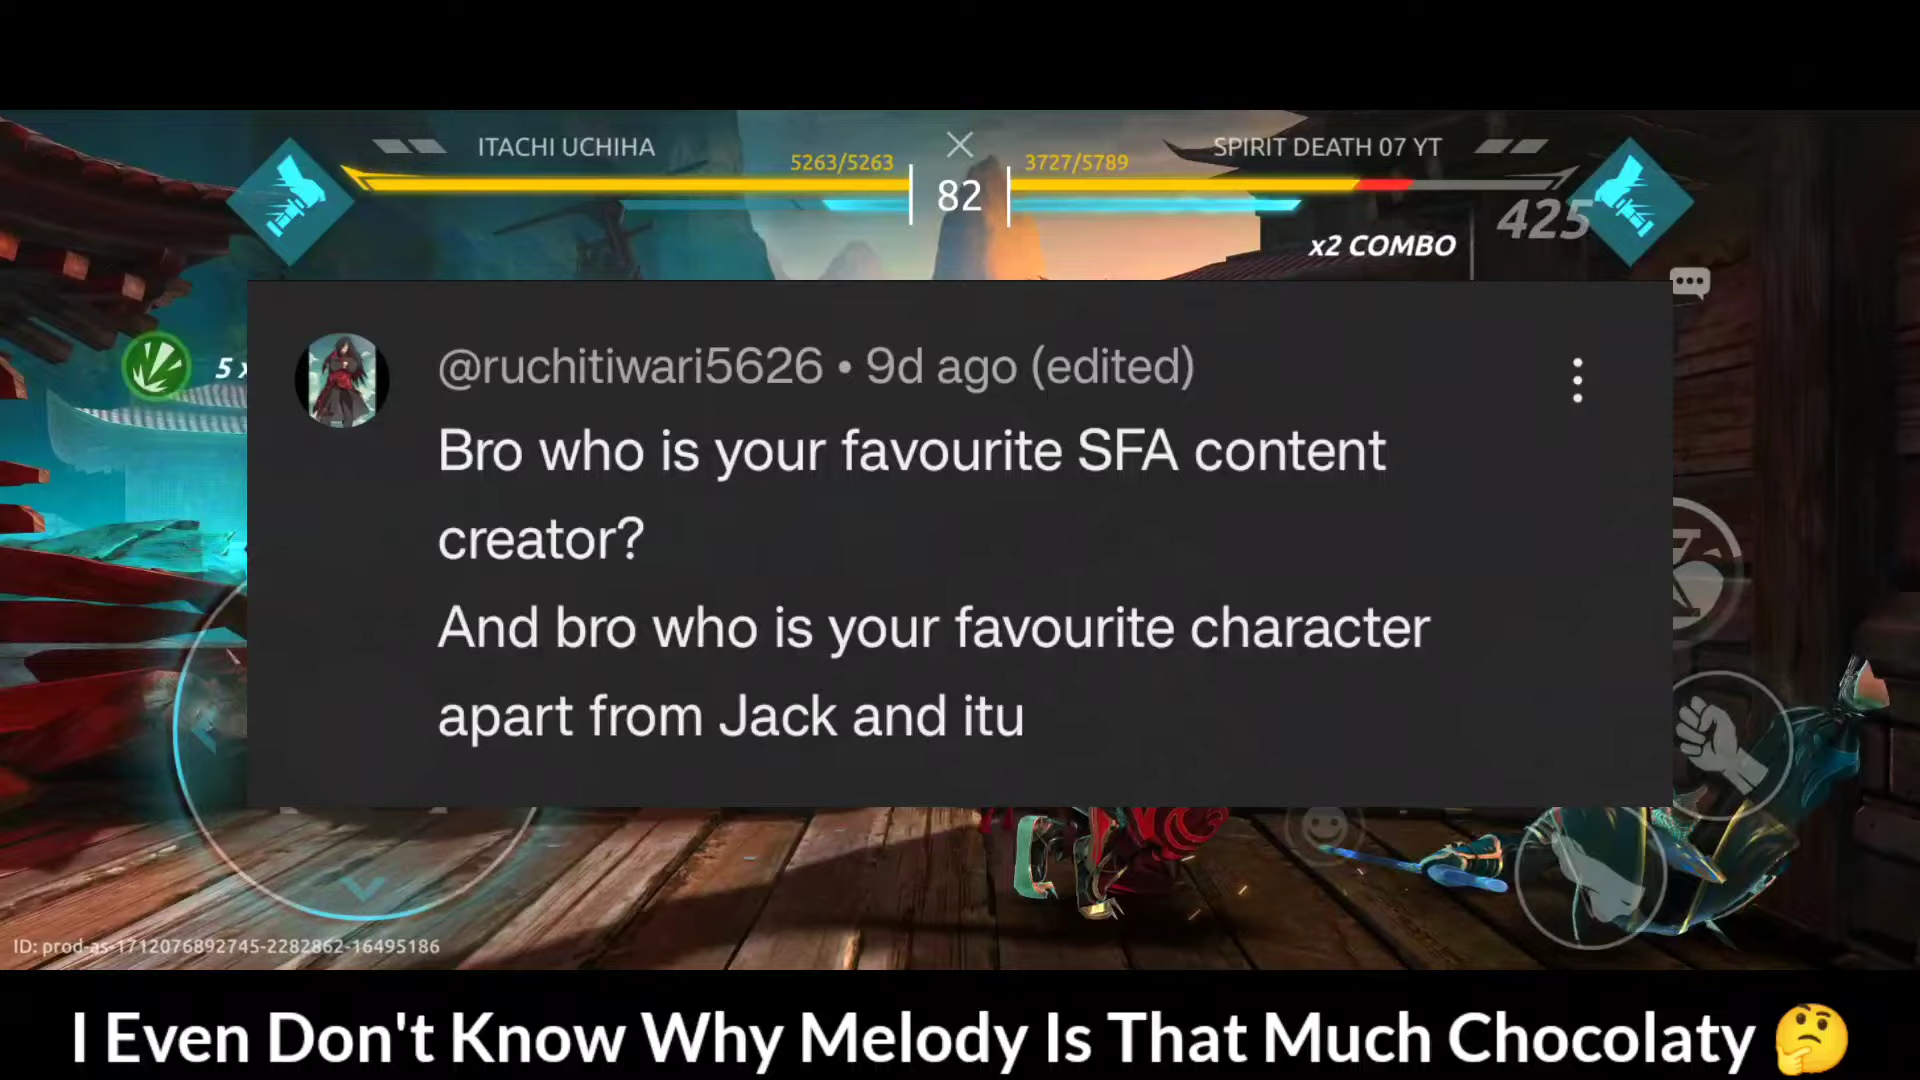 ITACHI UCHIHA
SPIRIT DEATH 07 YT
5263/5263
82
3727/5789
425
x2 COMBO
5 x
@ruchitiwari5626 • 9d ago (edited)
Bro who is your favourite SFA content
creator?
And bro who is your favourite character
apart from Jack and itu
ID: prod-as-1712076892745-2282862-16495186
I Even Don't Know Why Melody Is That Much Chocolaty 🤔